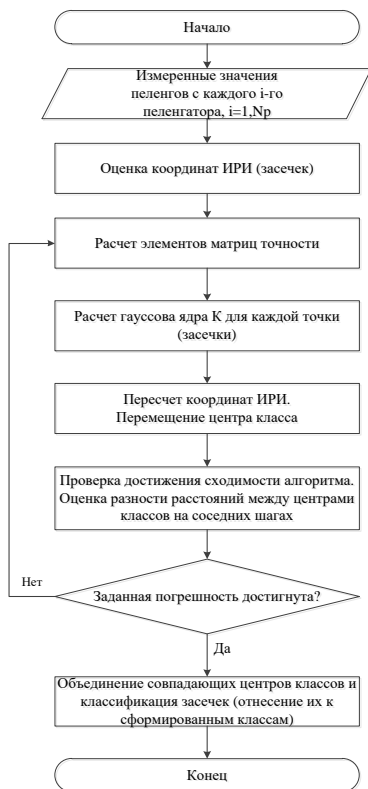 Начало
Измеренные значения
пеленгов с каждого i-го
пеленгатора, i=1,Np
Оценка координат ИРИ (засечек)
Расчет элементов матриц точности
Расчет гауссова ядра К для каждой точки
(засечки)
Пересчет координат ИРИ.
Перемещение центра класса
Проверка достижения сходимости алгоритма.
Оценка разности расстояний между центрами
классов на соседних шагах
Нет
Заданная погрешность достигнута?
Да
Объединение совпадающих центров классов и
классификация засечек (отнесение их к
сформированным классам)
Конец